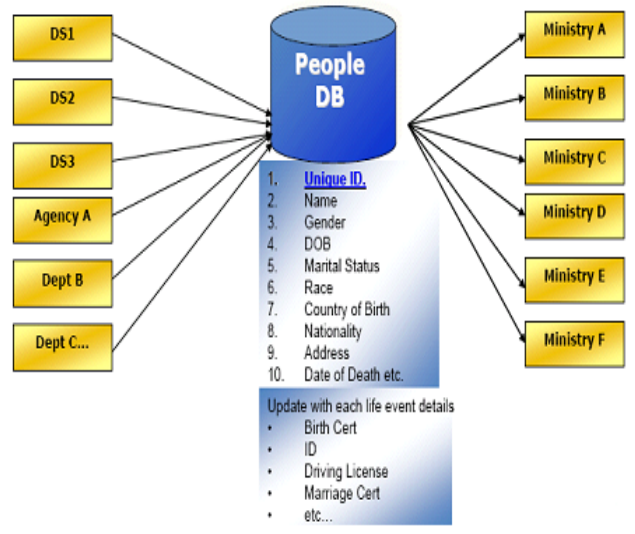 DS1
DS2
DS3
Agency A
Dept B
Dept C...
People
DB
1. Unique ID.
2. Name
3. Gender
4. DOB
5. Marital Status
6. Race
7. Country of Birth
8. Nationality
9. Address
10. Date of Death etc.
Update with each life event details
• Birth Cert
• ID
• Driving License
• Marriage Cert
• etc...
Ministry A
Ministry B
Ministry C
Ministry D
Ministry E
Ministry F